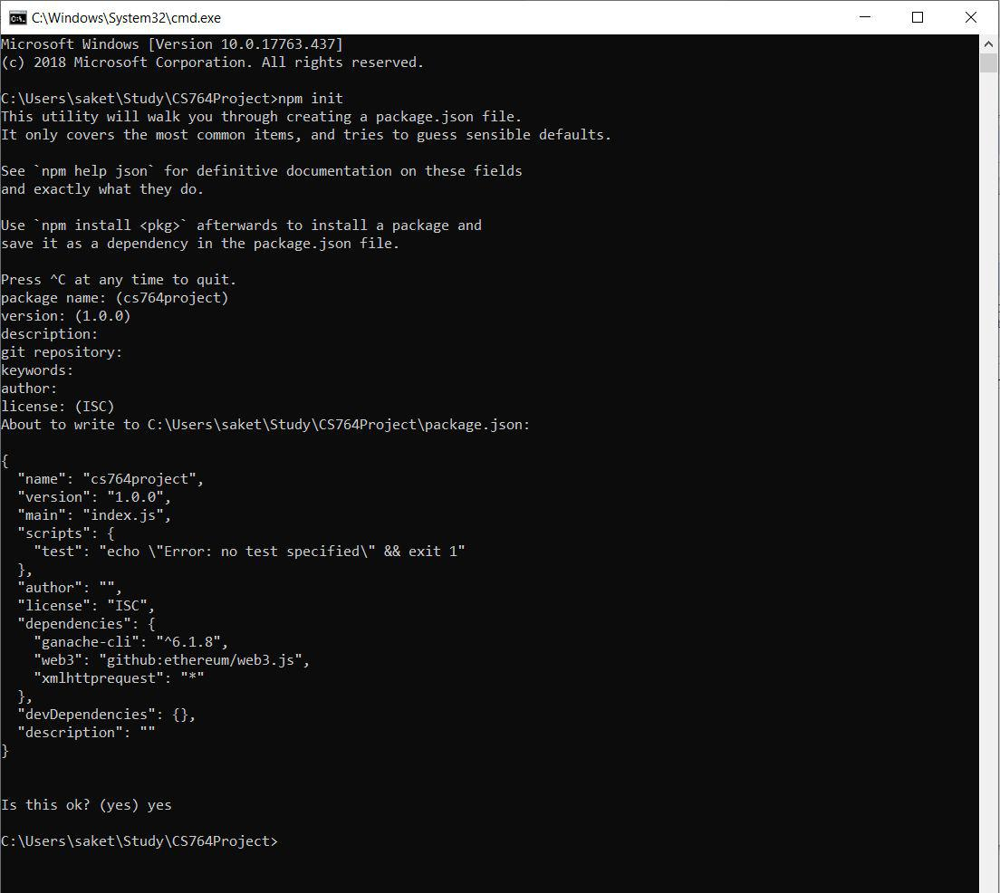 C:\Windows\System32\cmd.exe
Microsoft Windows [Version 10.0.17763.437]
(c) 2018 Microsoft Corporation. All rights reserved.
C:\Users\saket\Study\CS764Project>npm init
This utility will walk you through creating a package.json file.
It only covers the most common items, and tries to guess sensible defaults.
See `npm help json` for definitive documentation on these fields
and exactly what they do.
Use `npm install <pkg>` afterwards to install a package and
save it as a dependency in the package.json file.
Press ^C at any time to quit.
package name: (cs764project)
version: (1.0.0)
description:
git repository:
keywords:
author:
license: (ISC)
About to write to C:\Users\saket\Study\CS764Project\package.json:
{
  "name": "cs764project",
  "version": "1.0.0",
  "main": "index.js",
  "scripts": {
    "test": "echo \"Error: no test specified\" && exit 1"
  },
  "author": "",
  "license": "ISC",
  "dependencies": {
    "ganache-cli": "^6.1.8",
    "web3": "github:ethereum/web3.js",
    "xmlhttprequest": "*"
  },
  "devDependencies": {},
  "description": ""
}
Is this ok? (yes) yes
C:\Users\saket\Study\CS764Project>